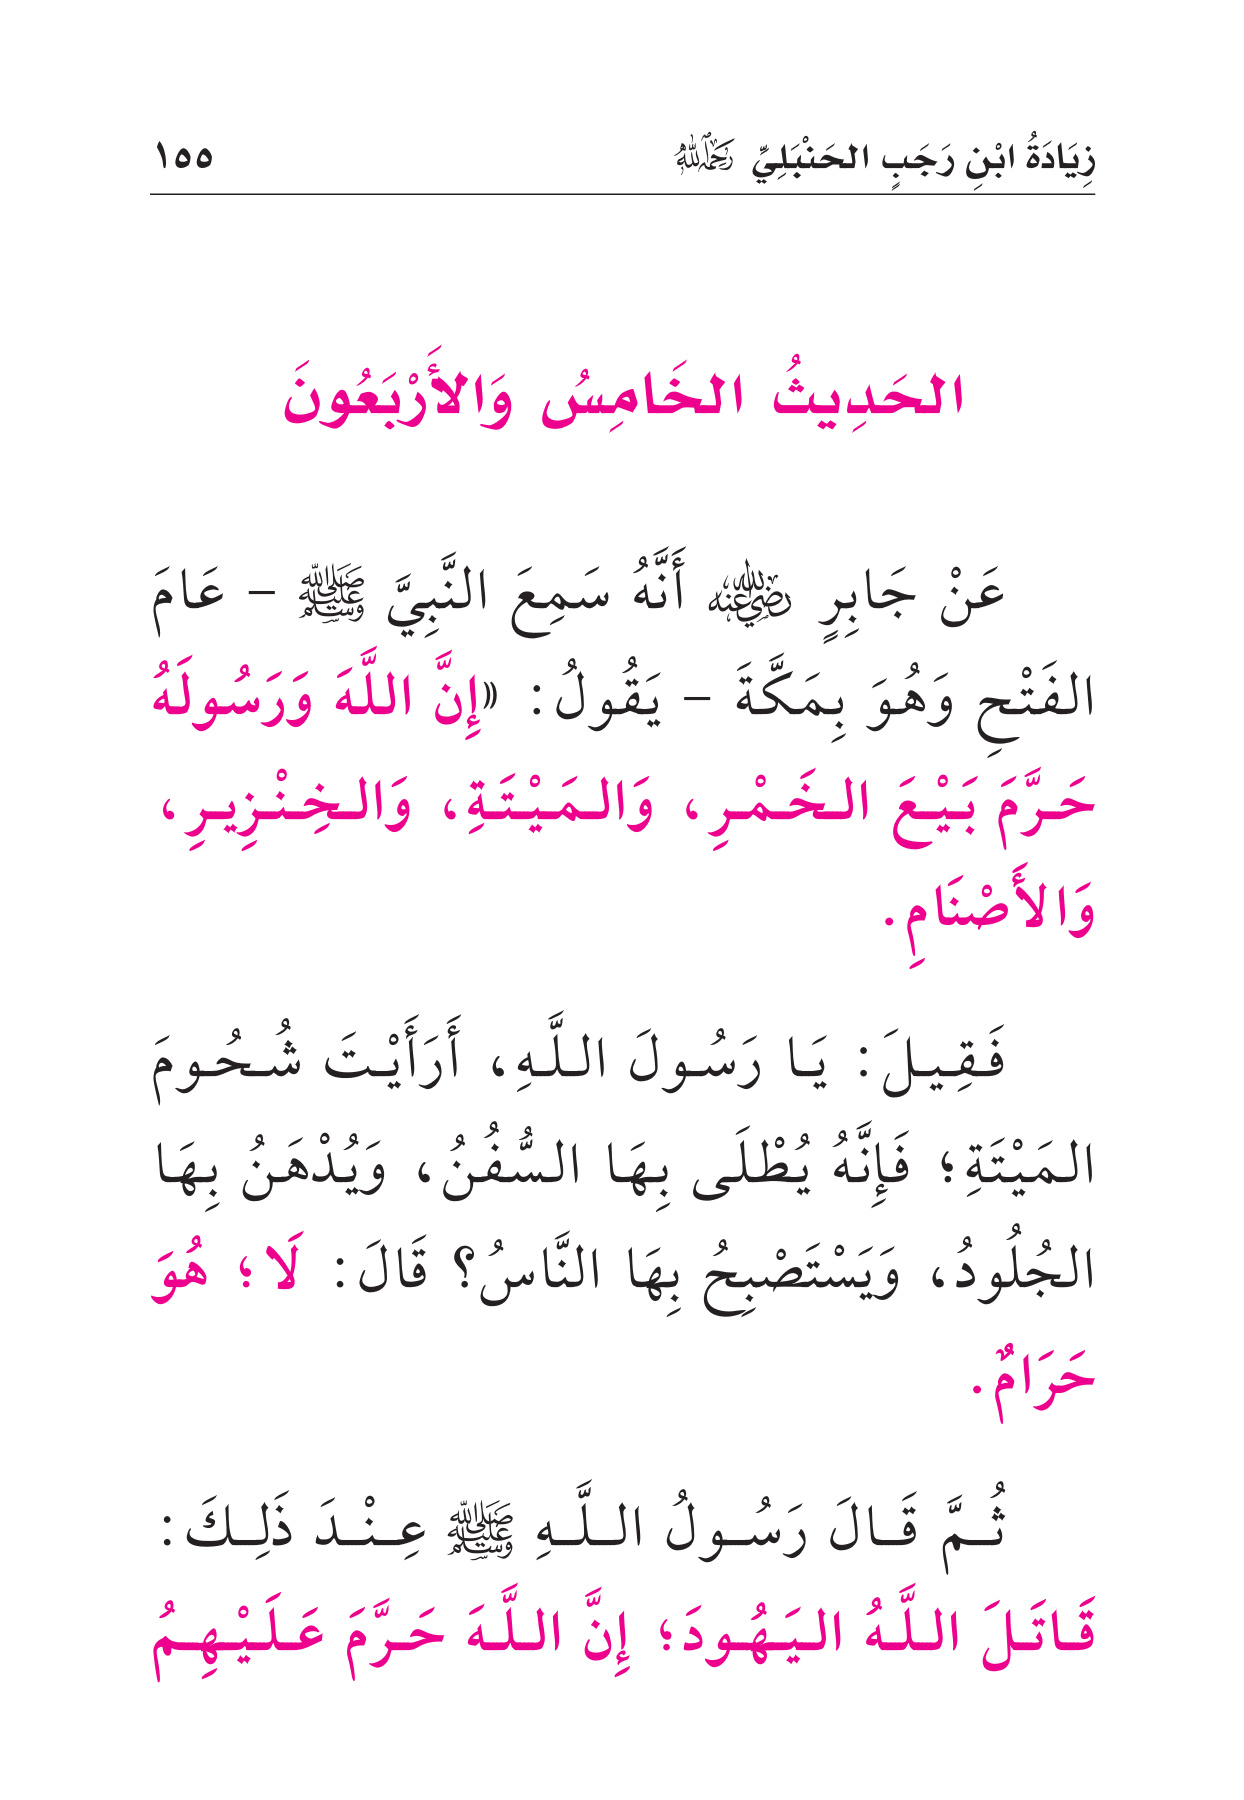 زِيَادَةُ ابْنِ رَجَبٍ الحَنْبَلِيِّ رَحِمَهُ اللَّهُ ١٥٥
الحَدِيثُ الخَامِسُ وَالأَرْبَعُونَ
عَنْ جَابِرٍ رَضِيَ اللَّهُ عَنْهُ أَنَّهُ سَمِعَ النَّبِيَّ ﷺ – عَامَ
الفَتْحِ وَهُوَ بِمَكَّةَ – يَقُولُ: «إِنَّ اللَّهَ وَرَسُولَهُ
حَرَّمَ بَيْعَ الخَمْرِ، وَالمَيْتَةِ، وَالخِنْزِيرِ،
وَالأَصْنَامِ.
فَقِيلَ: يَا رَسُولَ اللَّهِ، أَرَأَيْتَ شُحُومَ
المَيْتَةِ؛ فَإِنَّهُ يُطْلَى بِهَا السُّفُنُ، وَيُدْهَنُ بِهَا
الجُلُودُ، وَيَسْتَصْبِحُ بِهَا النَّاسُ؟ قَالَ: لَا؛ هُوَ
حَرَامٌ.
ثُمَّ قَالَ رَسُولُ اللَّهِ ﷺ عِنْدَ ذَلِكَ:
قَاتَلَ اللَّهُ اليَهُودَ؛ إِنَّ اللَّهَ حَرَّمَ عَلَيْهِمُ